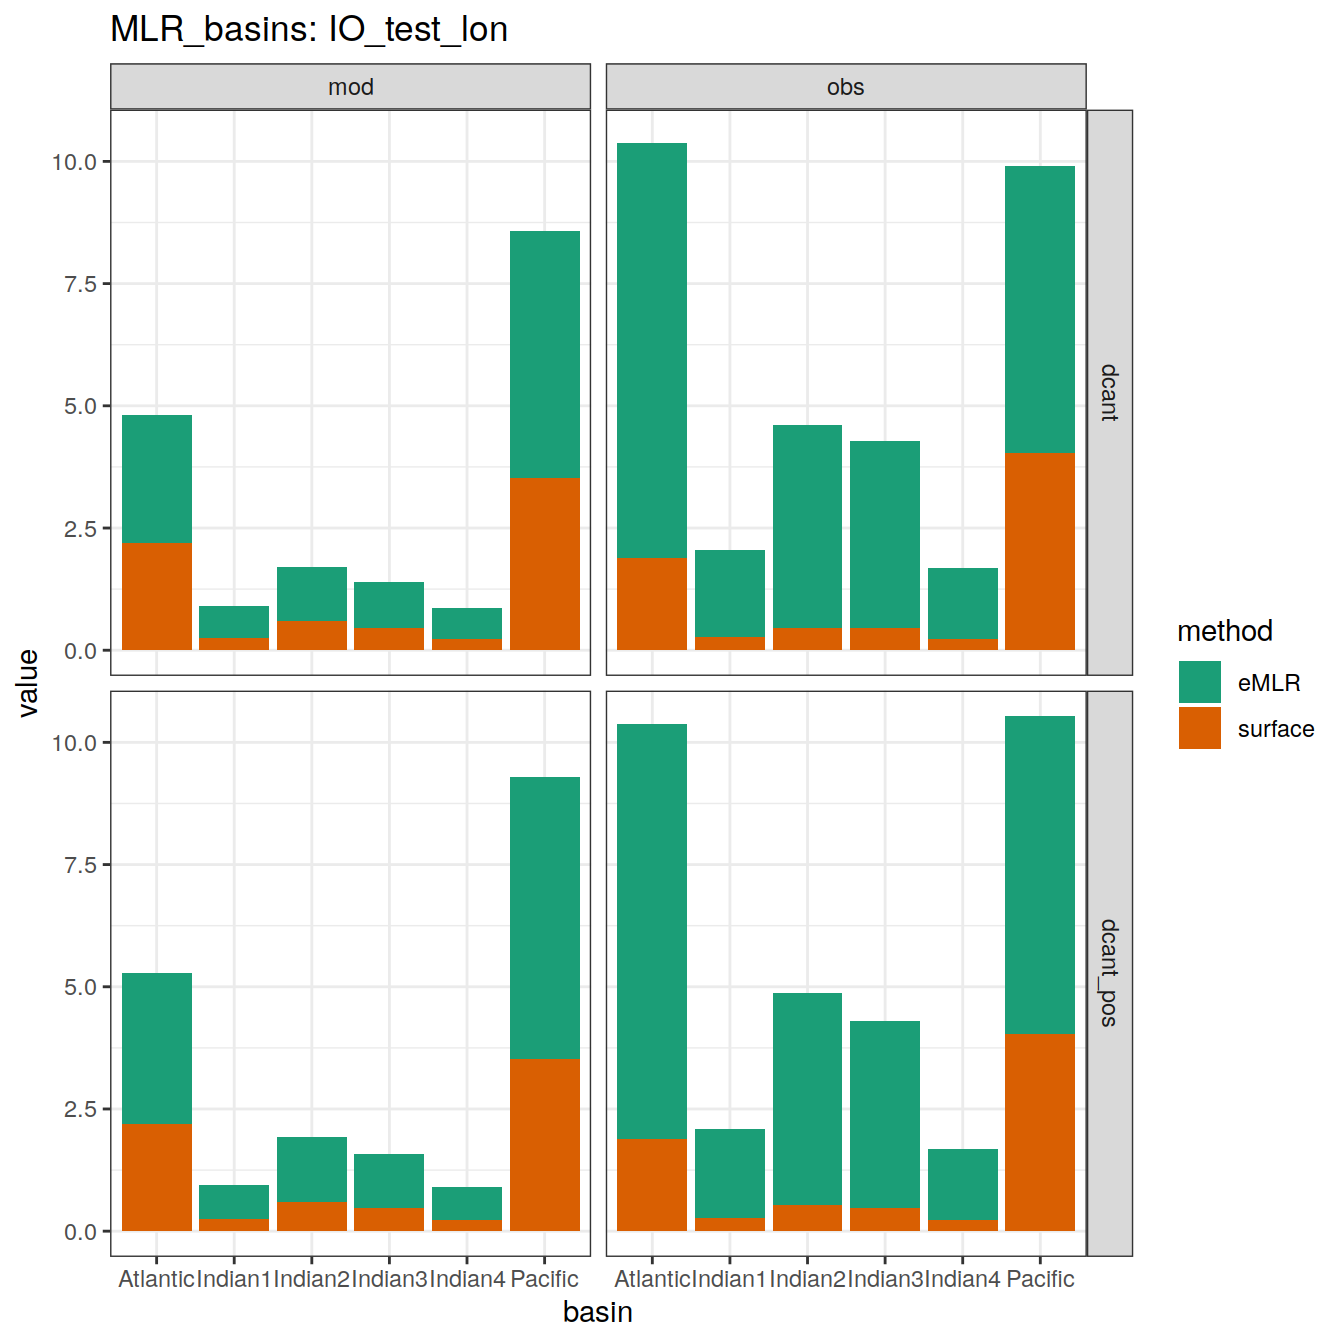 MLR_basins: IO_test_lon
mod
obs
10.0
7.5
5.0
2.5
0.0
dcant
10.0
7.5
5.0
2.5
0.0
dcant_pos
value
Atlantic Indian1 Indian2 Indian3 Indian4 Pacific
Atlantic Indian1 Indian2 Indian3 Indian4 Pacific
basin
method
eMLR
surface